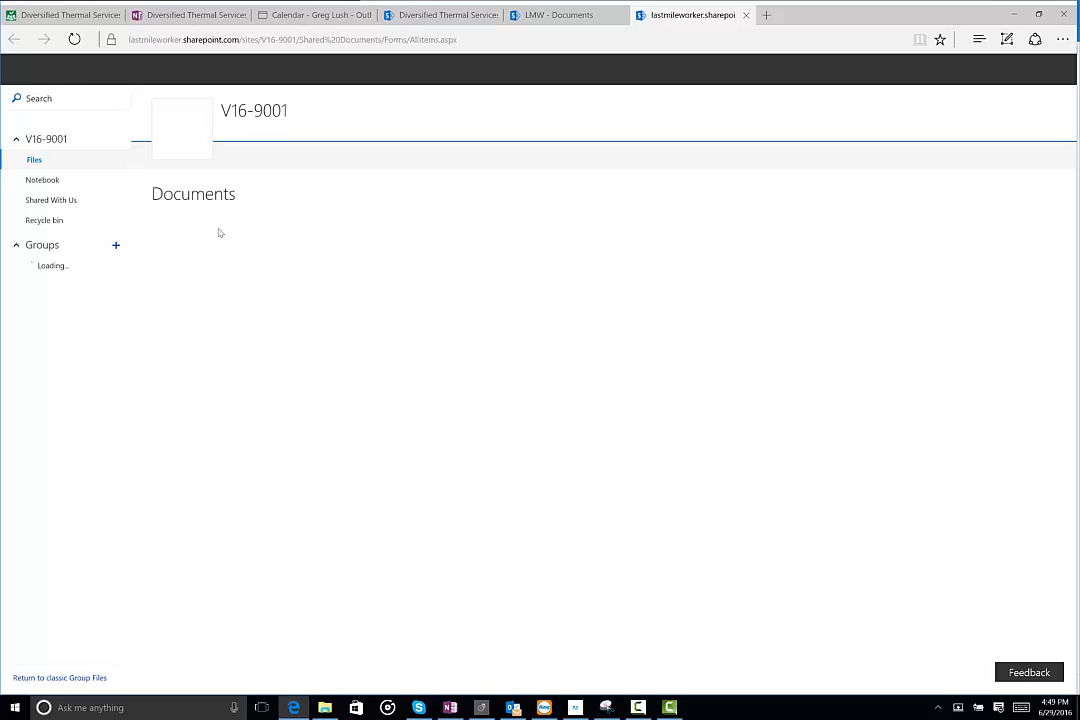 Diversified Thermal Services
Diversified Thermal Service:
Calendar - Greg Lush - Outl
Diversified Thermal Service:
LMW - Documents
lastmileworker.sharepoi
lastmileworker.sharepoint.com/sites/V16-9001/Shared%20Documents/Forms/AllItems.aspx
Search
V16-9001
V16-9001
Files
Notebook
Documents
Shared With Us
Recycle bin
Groups
Loading...
Return to classic Group Files
Feedback
Ask me anything
4:49 PM
6/29/2016